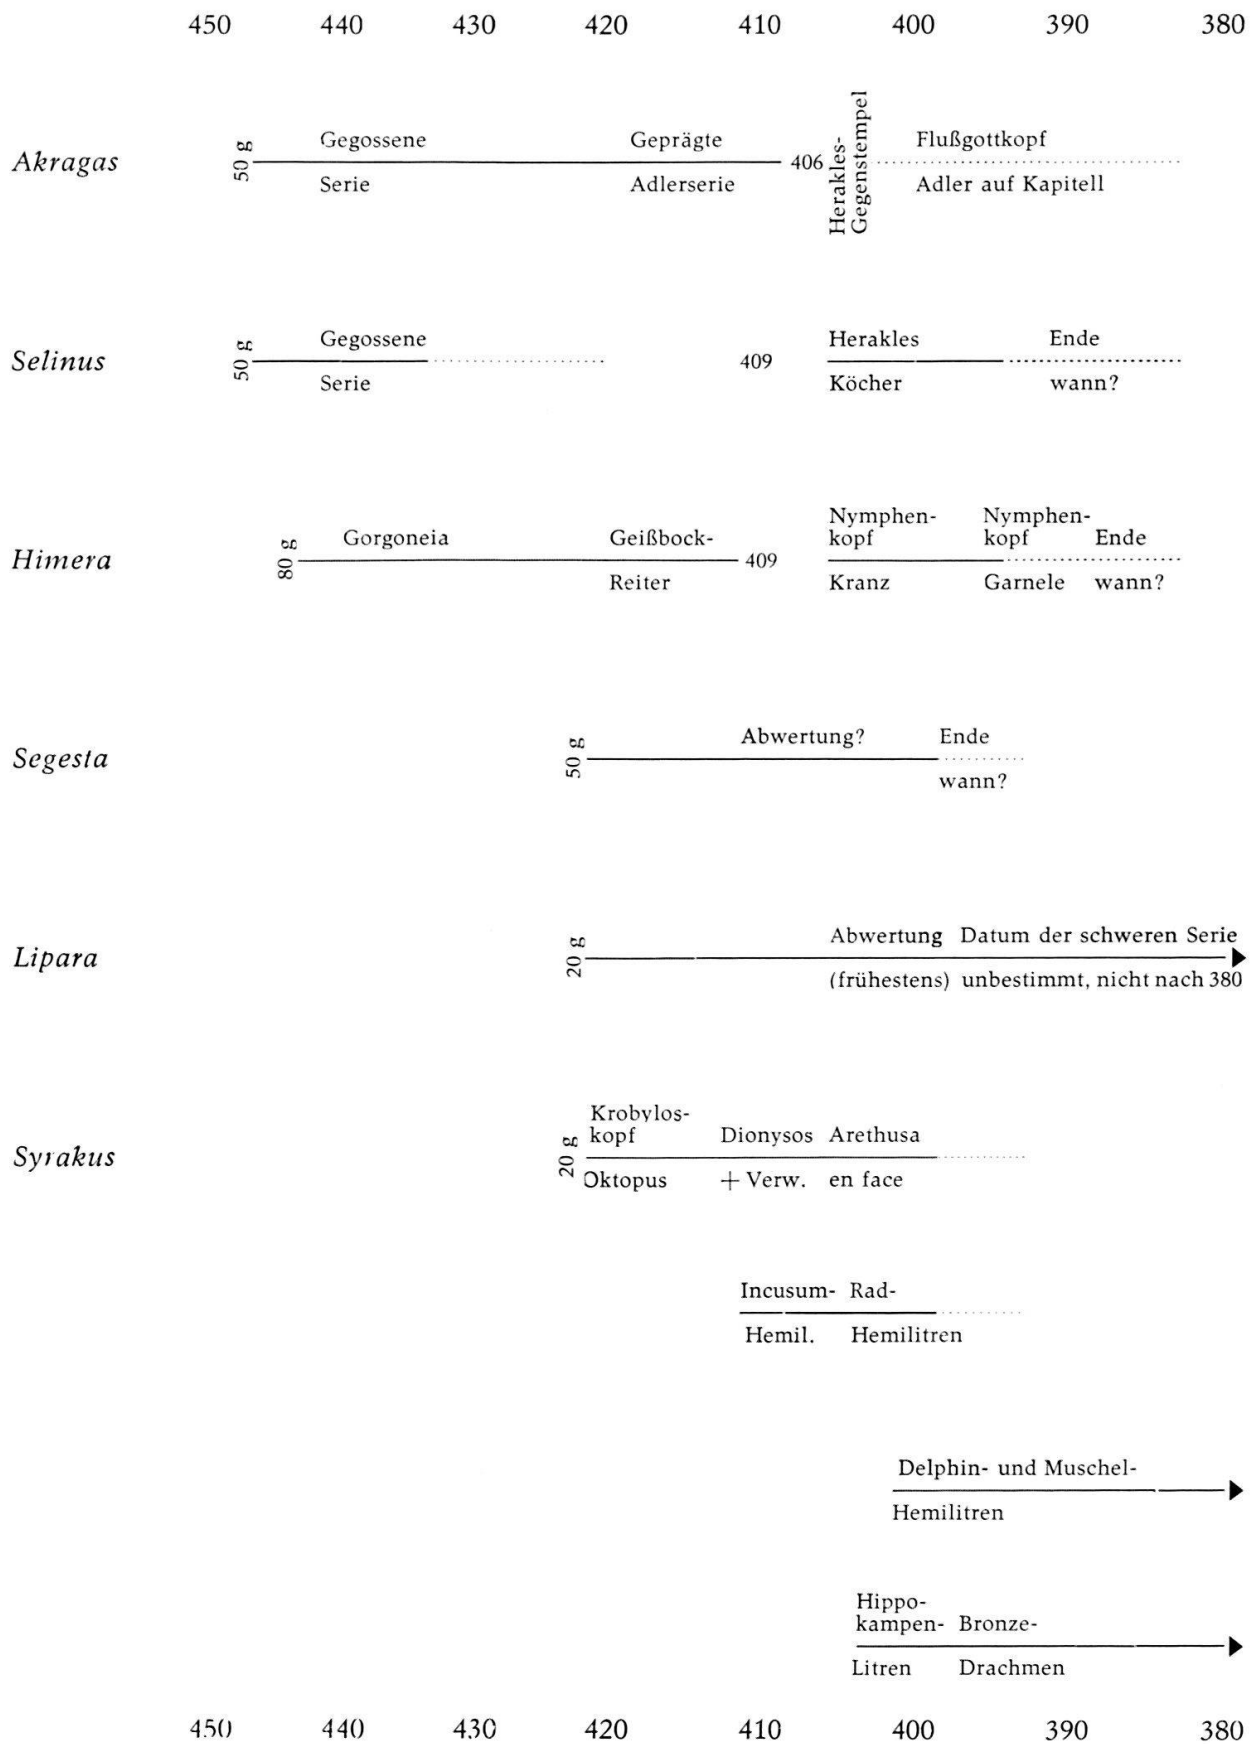 450 440 430 420 410 400 390 380
Akragas
50 g
Gegossene
Serie
Geprägte
Adlerserie
406
Herakles-
Gegenstempel
Flußgottkopf
Adler auf Kapitell
Selinus
50 g
Gegossene
Serie
409
Herakles
Köcher
Ende
wann?
Himera
80 g
Gorgoneia
Geißbock-
Reiter
409
Nymphen-
kopf
Kranz
Nymphen-
kopf
Garnele
Ende
wann?
Segesta
50 g
Abwertung?
Ende
wann?
Lipara
20 g
Abwertung
(frühestens)
Datum der schweren Serie
unbestimmt, nicht nach 380
Syrakus
20 g
Krobylos-
kopf
Oktopus
Dionysos
+ Verw.
Arethusa
en face
Incusum-
Hemil.
Rad-
Hemilitren
Delphin- und Muschel-
Hemilitren
Hippo-
kampen-
Litren
Bronze-
Drachmen
450 440 430 420 410 400 390 380